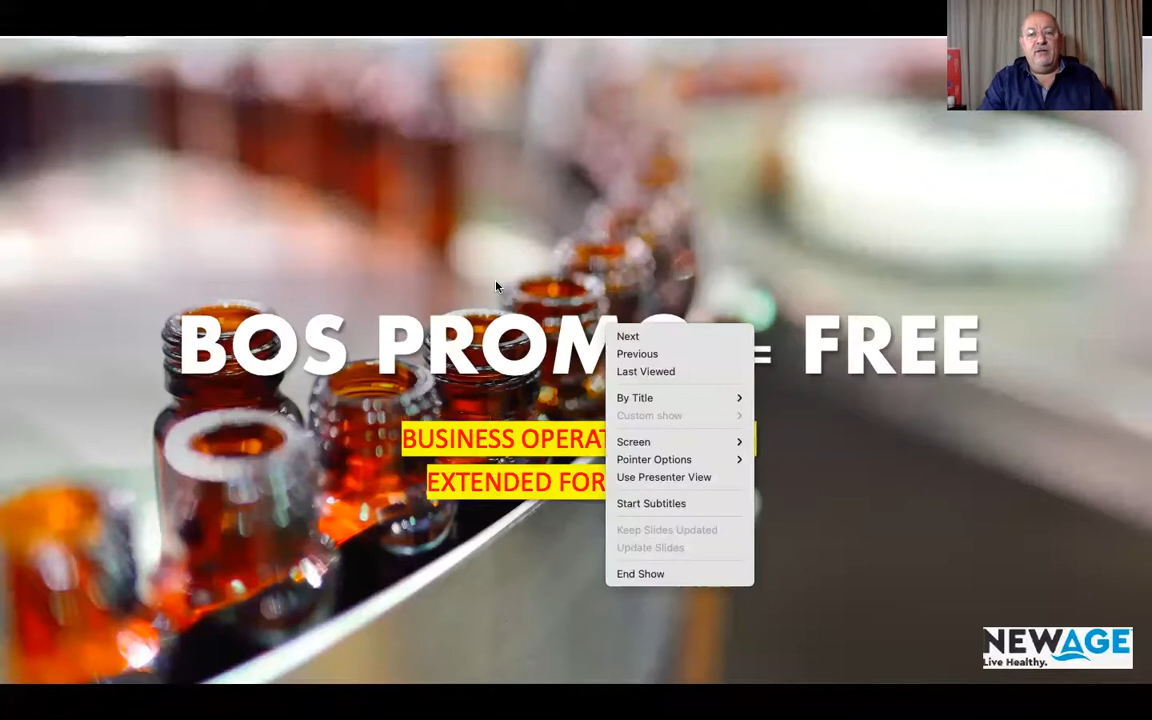 BOS PROMO = FREE
BUSINESS OPERAT
EXTENDED FOR
Next
Previous
Last Viewed
By Title
Custom show
Screen
Pointer Options
Use Presenter View
Start Subtitles
Keep Slides Updated
Update Slides
End Show
NEWAGE
Live Healthy.